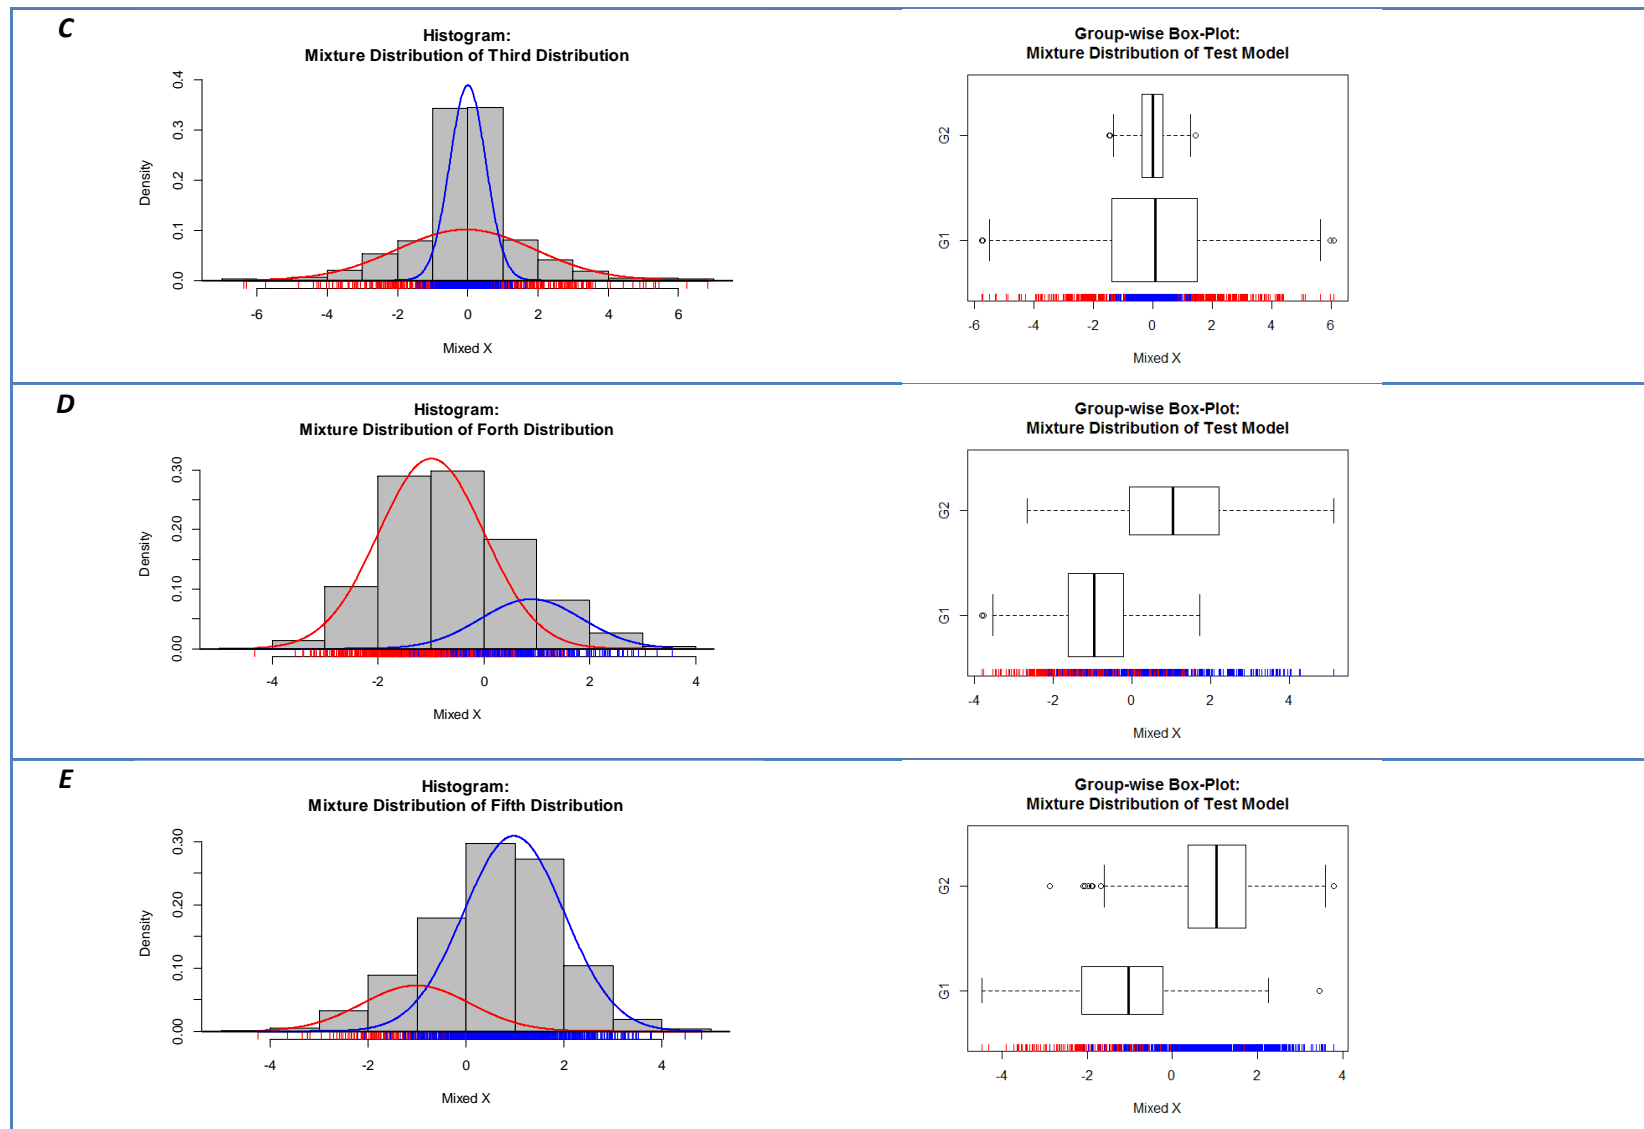 C
Histogram:
Mixture Distribution of Third Distribution
Density
0.0 0.1 0.2 0.3 0.4
-6 -4 -2 0 2 4 6
Mixed X
Group-wise Box-Plot:
Mixture Distribution of Test Model
G2
G1
-6 -4 -2 0 2 4 6
Mixed X
D
Histogram:
Mixture Distribution of Forth Distribution
Density
0.00 0.10 0.20 0.30
-4 -2 0 2 4
Mixed X
Group-wise Box-Plot:
Mixture Distribution of Test Model
G2
G1
-4 -2 0 2 4
Mixed X
E
Histogram:
Mixture Distribution of Fifth Distribution
Density
0.00 0.10 0.20 0.30
-4 -2 0 2 4
Mixed X
Group-wise Box-Plot:
Mixture Distribution of Test Model
G2
G1
-4 -2 0 2 4
Mixed X